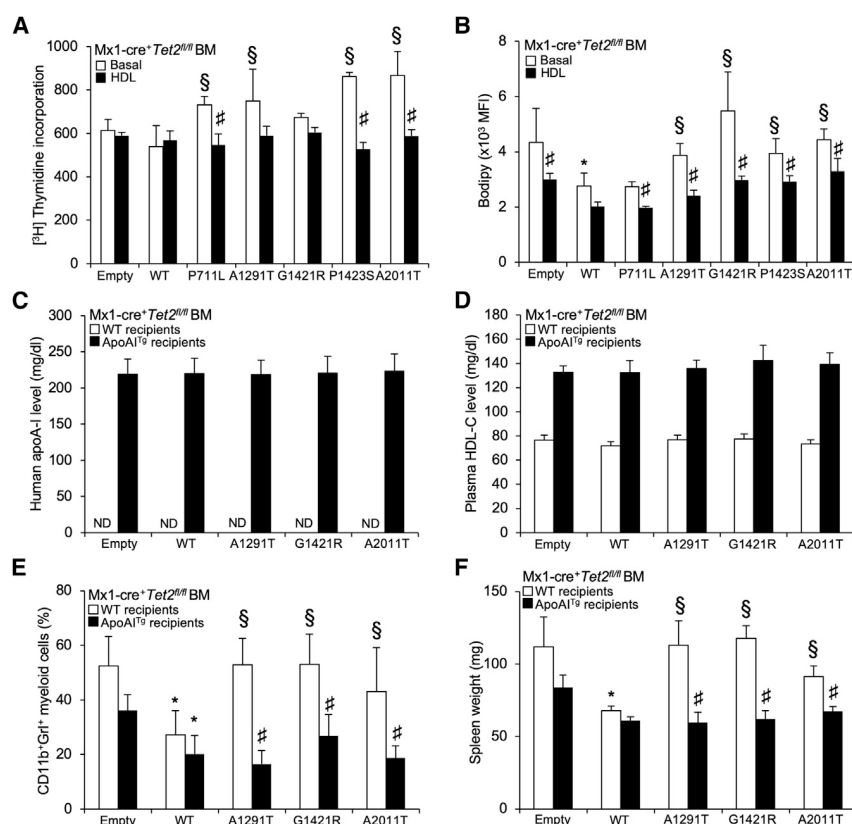 A
Mx1-cre⁺Tet2ᶠˡ/ᶠˡ BM
Basal
HDL
[³H] Thymidine incorporation
1000
800
600
400
200
0
§
♯
§
§
♯
§
♯
Empty WT P711L A1291T G1421R P1423S A2011T
B
Mx1-cre⁺Tet2ᶠˡ/ᶠˡ BM
Basal
HDL
Bodipy (x10³ MFI)
8
6
4
2
0
♯
*
♯
§
♯
§
♯
§
♯
§
♯
Empty WT P711L A1291T G1421R P1423S A2011T
C
Mx1-cre⁺Tet2ᶠˡ/ᶠˡ BM
WT recipients
ApoAIᵀᵍ recipients
Human apoA-I level (mg/dl)
300
250
200
150
100
50
0
ND ND ND ND ND
Empty WT A1291T G1421R A2011T
D
Mx1-cre⁺Tet2ᶠˡ/ᶠˡ BM
WT recipients
ApoAIᵀᵍ recipients
Plasma HDL-C level (mg/dl)
180
160
140
120
100
80
60
40
20
0
Empty WT A1291T G1421R A2011T
E
Mx1-cre⁺Tet2ᶠˡ/ᶠˡ BM
WT recipients
ApoAIᵀᵍ recipients
CD11b⁺Grl⁺ myeloid cells (%)
80
60
40
20
0
*
*
§
♯
§
♯
§
♯
Empty WT A1291T G1421R A2011T
F
Mx1-cre⁺Tet2ᶠˡ/ᶠˡ BM
WT recipients
ApoAIᵀᵍ recipients
Spleen weight (mg)
150
100
50
0
*
§
♯
§
♯
§
♯
Empty WT A1291T G1421R A2011T